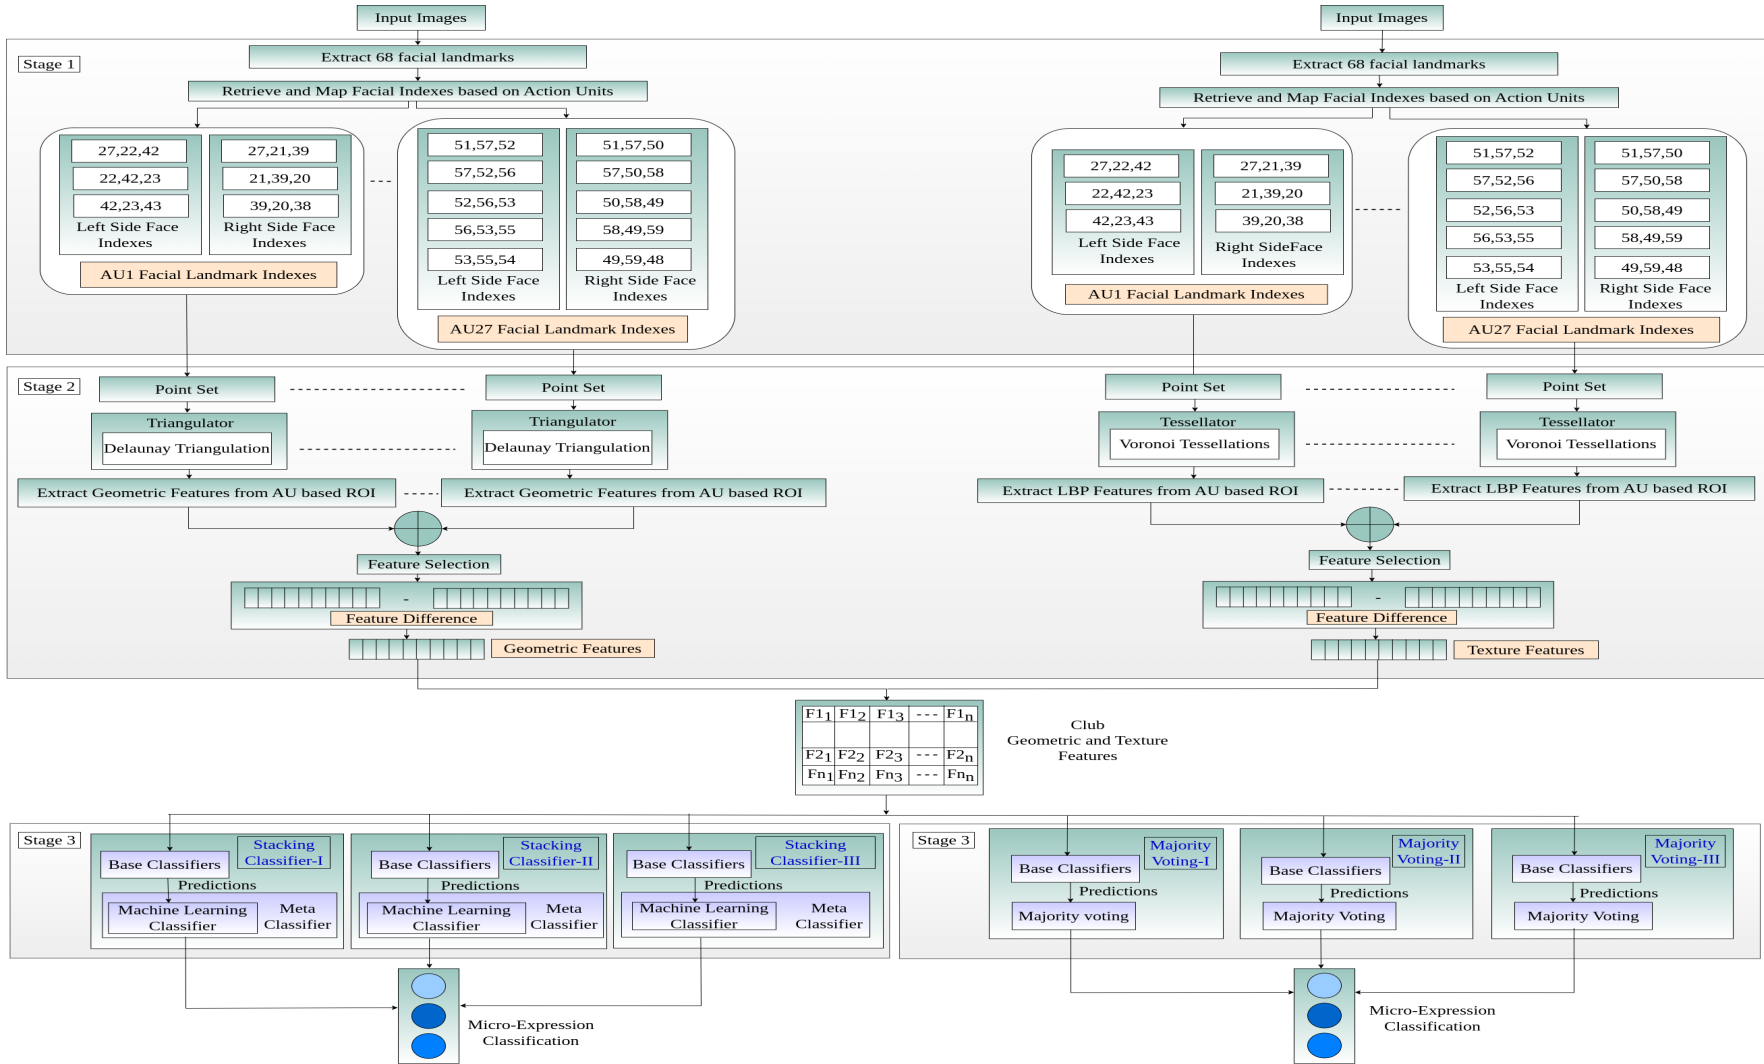 Input Images
Input Images
Stage 1
Extract 68 facial landmarks
Extract 68 facial landmarks
Retrieve and Map Facial Indexes based on Action Units
Retrieve and Map Facial Indexes based on Action Units
27,22,42
22,42,23
42,23,43
Left Side Face
Indexes
27,21,39
21,39,20
39,20,38
Right Side Face
Indexes
AU1 Facial Landmark Indexes
51,57,52
57,52,56
52,56,53
56,53,55
53,55,54
Left Side Face
Indexes
51,57,50
57,50,58
50,58,49
58,49,59
49,59,48
Right Side Face
Indexes
AU27 Facial Landmark Indexes
27,22,42
22,42,23
42,23,43
Left Side Face
Indexes
27,21,39
21,39,20
39,20,38
Right SideFace
Indexes
AU1 Facial Landmark Indexes
51,57,52
57,52,56
52,56,53
56,53,55
53,55,54
Left Side Face
Indexes
51,57,50
57,50,58
50,58,49
58,49,59
49,59,48
Right Side Face
Indexes
AU27 Facial Landmark Indexes
Stage 2
Point Set
Point Set
Point Set
Point Set
Triangulator
Delaunay Triangulation
Triangulator
Delaunay Triangulation
Tessellator
Voronoi Tessellations
Tessellator
Voronoi Tessellations
Extract Geometric Features from AU based ROI
Extract Geometric Features from AU based ROI
Extract LBP Features from AU based ROI
Extract LBP Features from AU based ROI
Feature Selection
Feature Selection
-
Feature Difference
-
Feature Difference
Geometric Features
Texture Features
F1₁ F1₂ F1₃ --- F1ₙ
F2₁ F2₂ F2₃ --- F2ₙ
Fn₁ Fn₂ Fn₃ --- Fnₙ
Club
Geometric and Texture
Features
Stage 3
Stacking
Classifier-I
Base Classifiers
Predictions
Machine Learning
Classifier
Meta
Classifier
Stacking
Classifier-II
Base Classifiers
Predictions
Machine Learning
Classifier
Meta
Classifier
Stacking
Classifier-III
Base Classifiers
Predictions
Machine Learning
Classifier
Meta
Classifier
Stage 3
Majority
Voting-I
Base Classifiers
Predictions
Majority voting
Majority
Voting-II
Base Classifiers
Predictions
Majority Voting
Majority
Voting-III
Base Classifiers
Predictions
Majority Voting
Micro-Expression
Classification
Micro-Expression
Classification